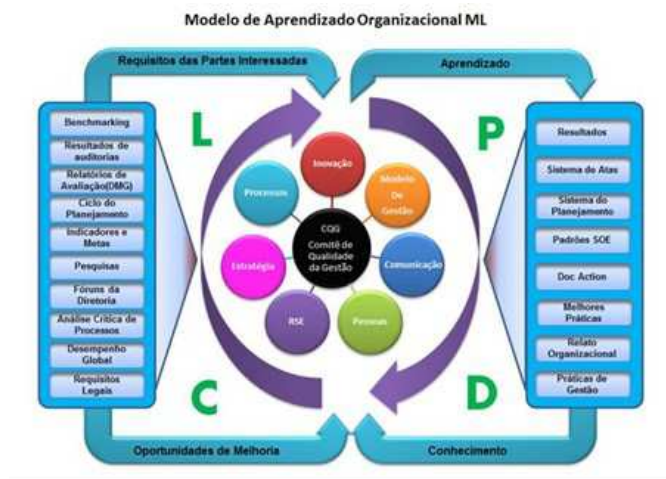 Modelo de Aprendizado Organizacional ML
Requisitos das Partes Interessadas
Aprendizado
L
P
Benchmarking
Resultados de
auditorias
Relatórios de
Avaliação(DMG)
Ciclo do
Planejamento
Indicadores e
Metas
Pesquisas
Fóruns da
Diretoria
Análise Crítica de
Processos
Desempenho
Global
Requisitos
Legais
Inovação
Modelo
De
Gestão
Comunicação
Pessoas
RSE
Estratégia
Processos
CQG
Comitê de
Qualidade
da Gestão
Resultados
Sistema de Atas
Sistema do
Planejamento
Padrões SOE
Doc Action
Melhores
Práticas
Relato
Organizacional
Práticas de
Gestão
C
D
Oportunidades de Melhoria
Conhecimento